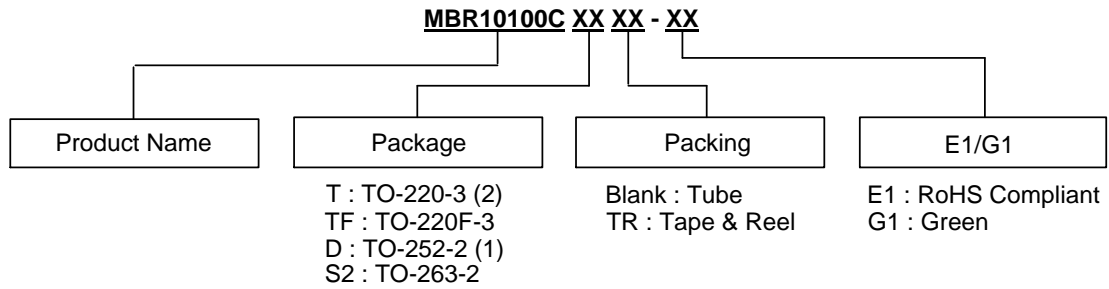 MBR10100C XX XX - XX
Product Name
Package
Packing
E1/G1
T : TO-220-3 (2)
TF : TO-220F-3
D : TO-252-2 (1)
S2 : TO-263-2
Blank : Tube
TR : Tape & Reel
E1 : RoHS Compliant
G1 : Green